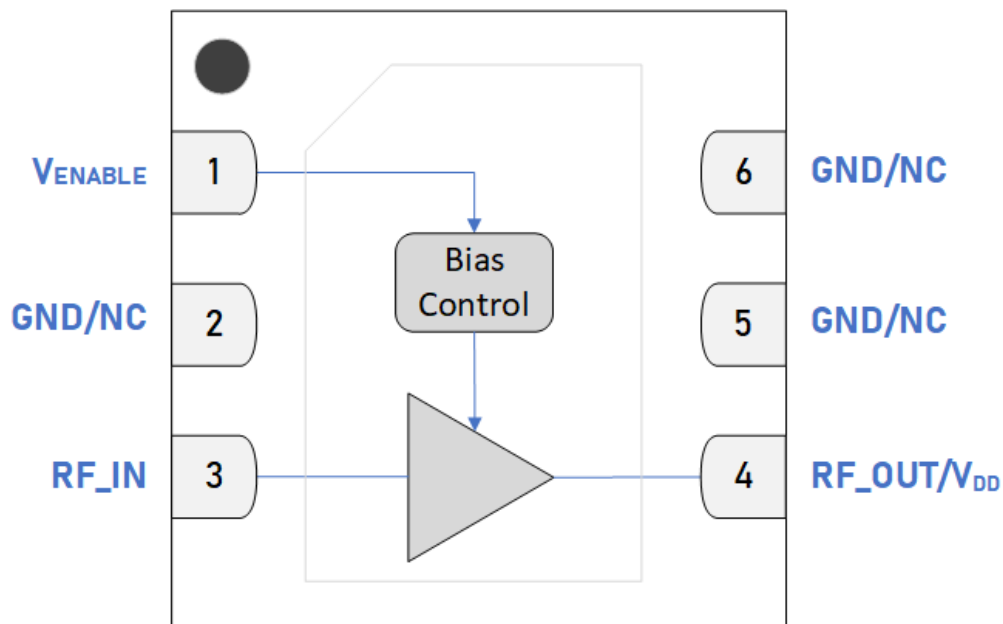 VENABLE
1
6
GND/NC
Bias
Control
GND/NC
2
5
GND/NC
RF_IN
3
4
RF_OUT/VDD